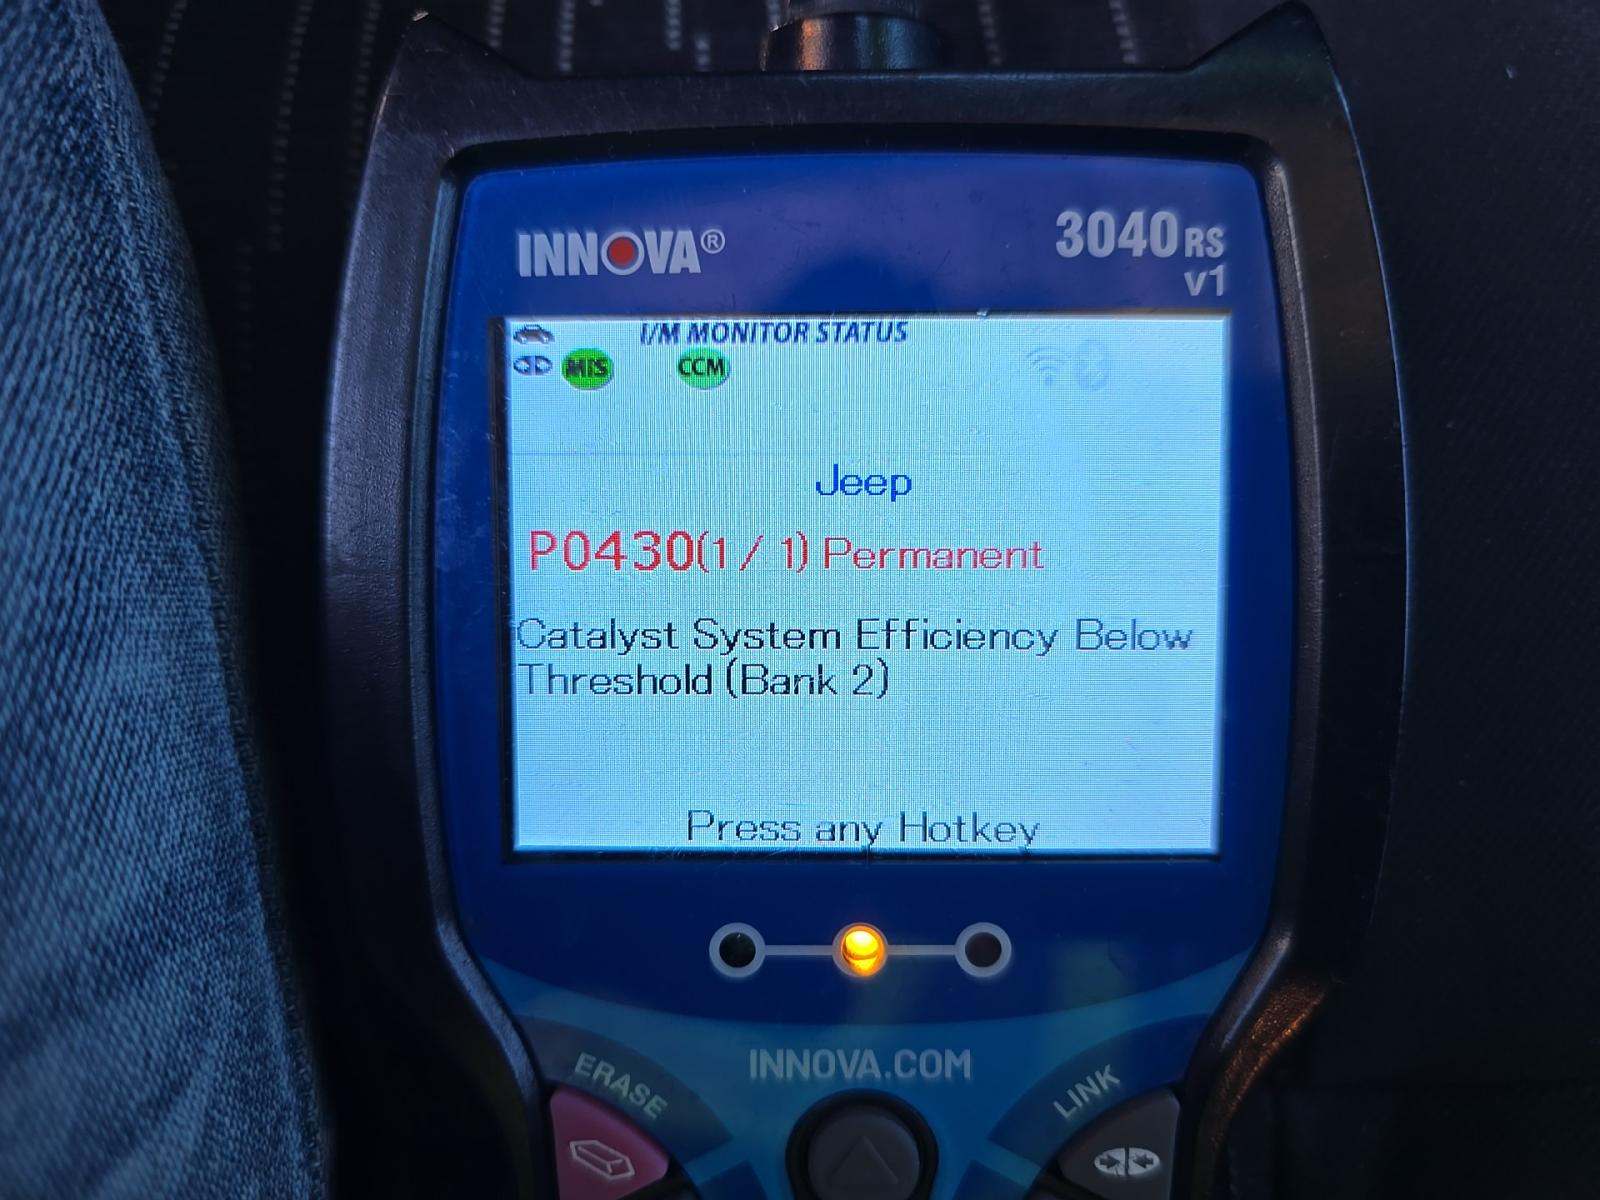 INNOVA®
3040RS
v1
I/M MONITOR STATUS
MIS CCM
Jeep
P0430(1 / 1) Permanent
Catalyst System Efficiency Below
Threshold (Bank 2)
Press any Hotkey
INNOVA.COM
ERASE
LINK